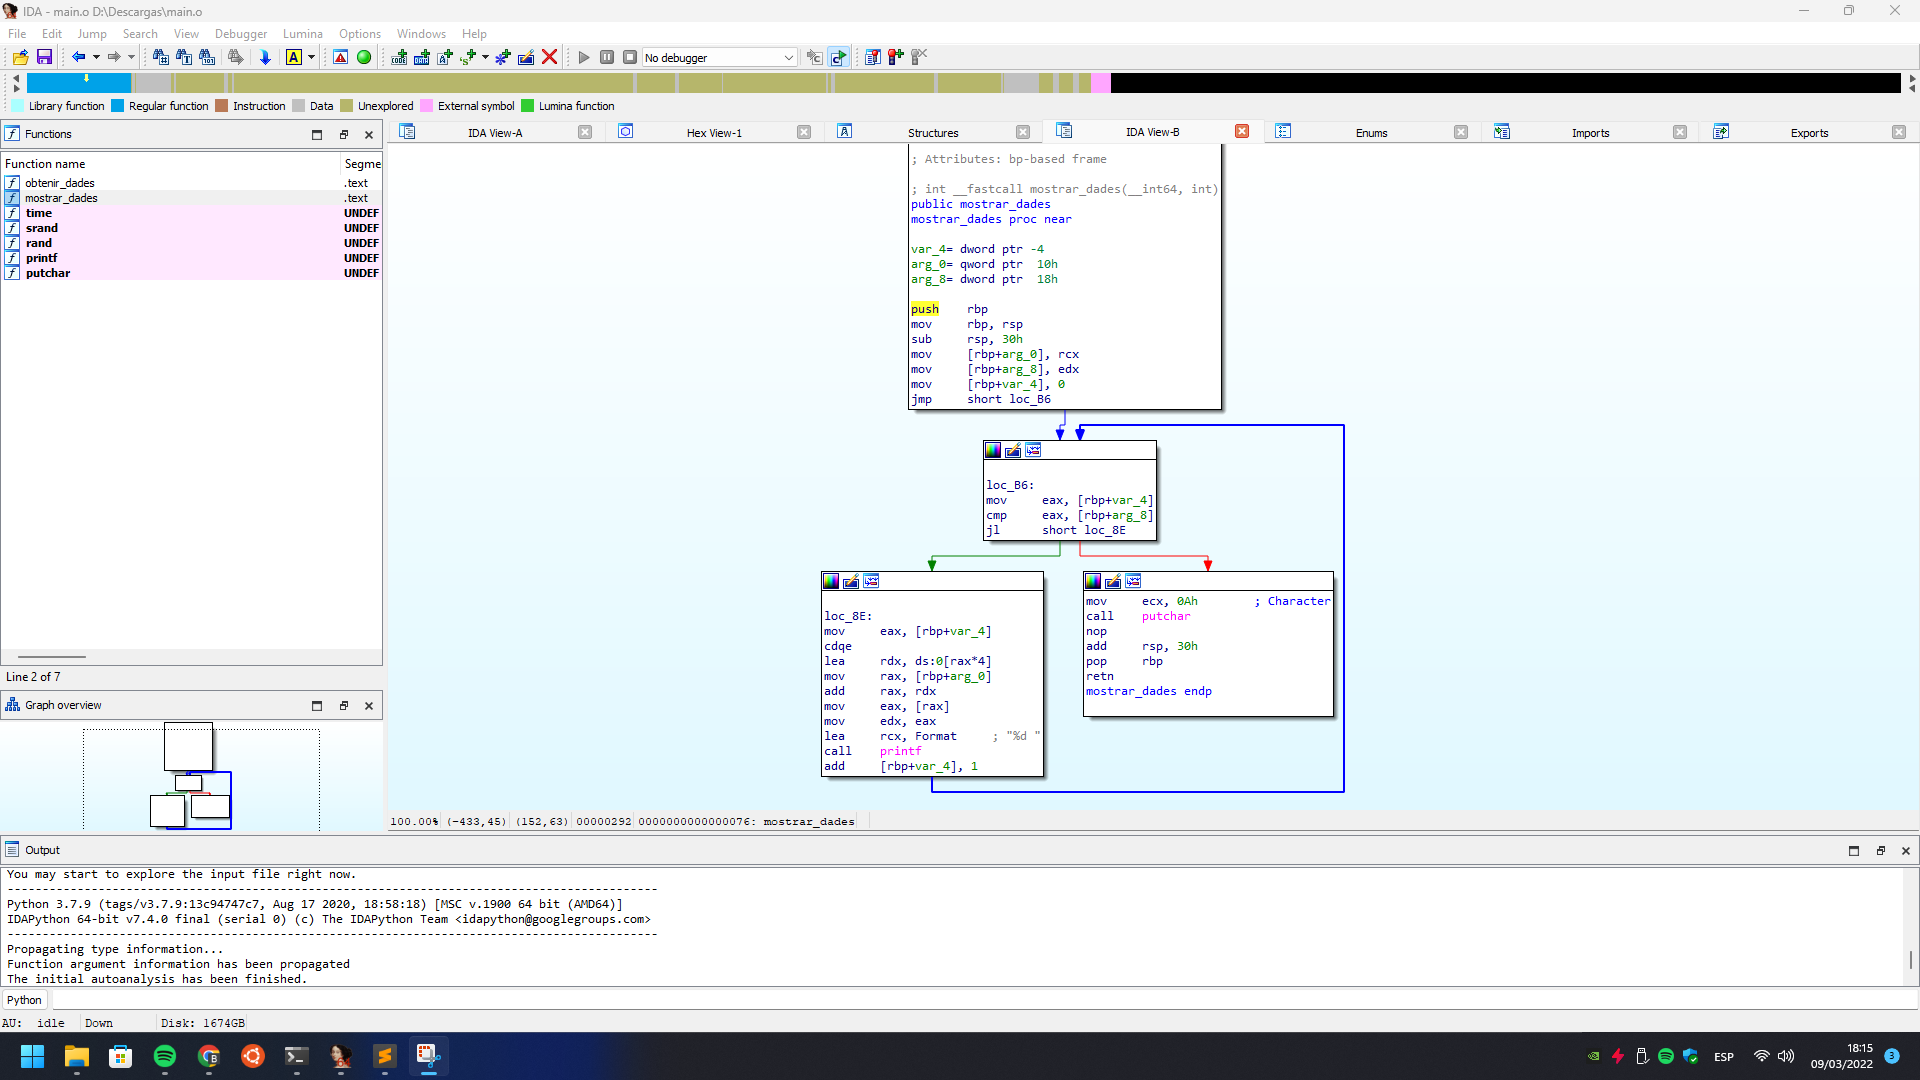 IDA - main.o D:\Descargas\main.o
File Edit Jump Search View Debugger Lumina Options Windows Help
No debugger
Library function Regular function Instruction Data Unexplored External symbol Lumina function
Functions
Function name Segme
obtenir_dades .text
mostrar_dades .text
time UNDEF
srand UNDEF
rand UNDEF
printf UNDEF
putchar UNDEF
Line 2 of 7
Graph overview
IDA View-A Hex View-1 Structures IDA View-B Enums Imports Exports
; Attributes: bp-based frame
; int __fastcall mostrar_dades(__int64, int)
public mostrar_dades
mostrar_dades proc near
var_4= dword ptr -4
arg_0= qword ptr 10h
arg_8= dword ptr 18h
push rbp
mov rbp, rsp
sub rsp, 30h
mov [rbp+arg_0], rcx
mov [rbp+arg_8], edx
mov [rbp+var_4], 0
jmp short loc_B6
loc_B6:
mov eax, [rbp+var_4]
cmp eax, [rbp+arg_8]
jl short loc_8E
loc_8E:
mov eax, [rbp+var_4]
cdqe
lea rdx, ds:0[rax*4]
mov rax, [rbp+arg_0]
add rax, rdx
mov eax, [rax]
mov edx, eax
lea rcx, Format ; "%d "
call printf
add [rbp+var_4], 1
mov ecx, 0Ah ; Character
call putchar
nop
add rsp, 30h
pop rbp
retn
mostrar_dades endp
100.00% (-433,45) (152,63) 00000292 0000000000000076: mostrar_dades
Output
You may start to explore the input file right now.
---------------------------------------------------------------------------------------------
Python 3.7.9 (tags/v3.7.9:13c94747c7, Aug 17 2020, 18:58:18) [MSC v.1900 64 bit (AMD64)]
IDAPython 64-bit v7.4.0 final (serial 0) (c) The IDAPython Team <idapython@googlegroups.com>
---------------------------------------------------------------------------------------------
Propagating type information...
Function argument information has been propagated
The initial autoanalysis has been finished.
Python
AU: idle Down Disk: 1674GB
ESP
18:15
09/03/2022
3